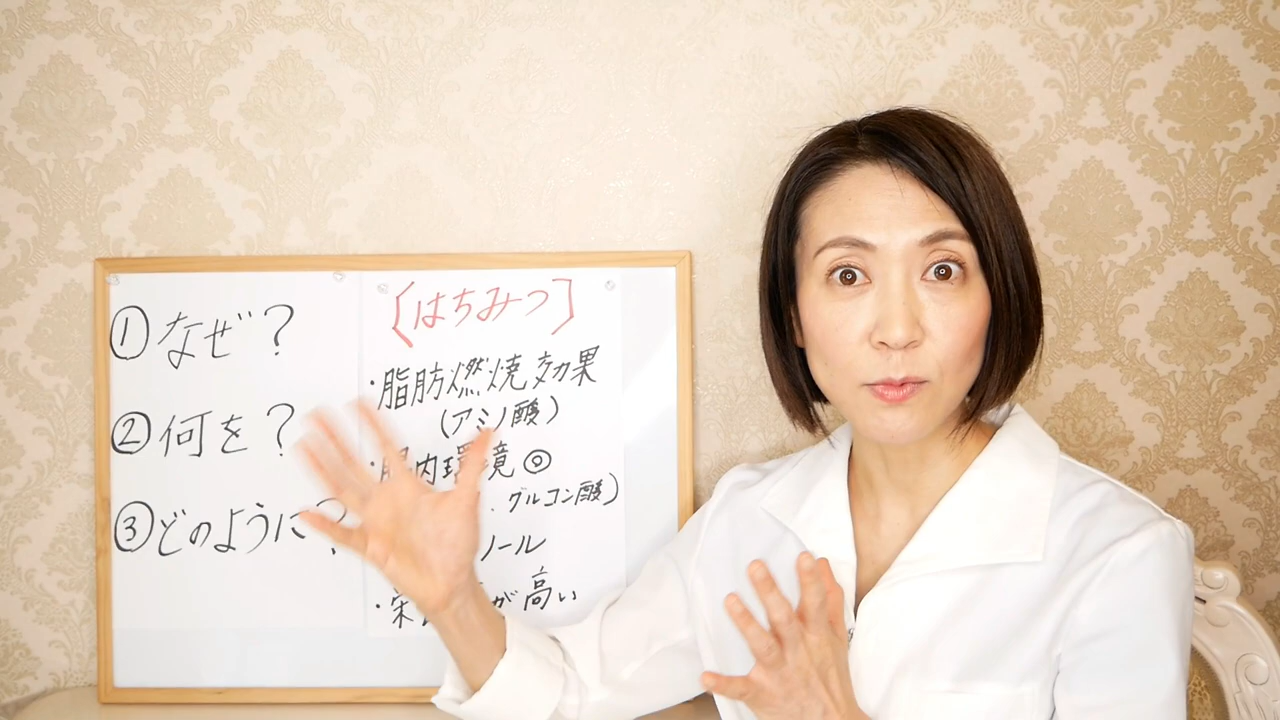 ① なぜ?
② 何を?
③ どのように?
[はちみつ]
・脂肪燃焼効果
(アミノ酸)
・内環境◎
グルコン酸)
ノール
・栄が高い